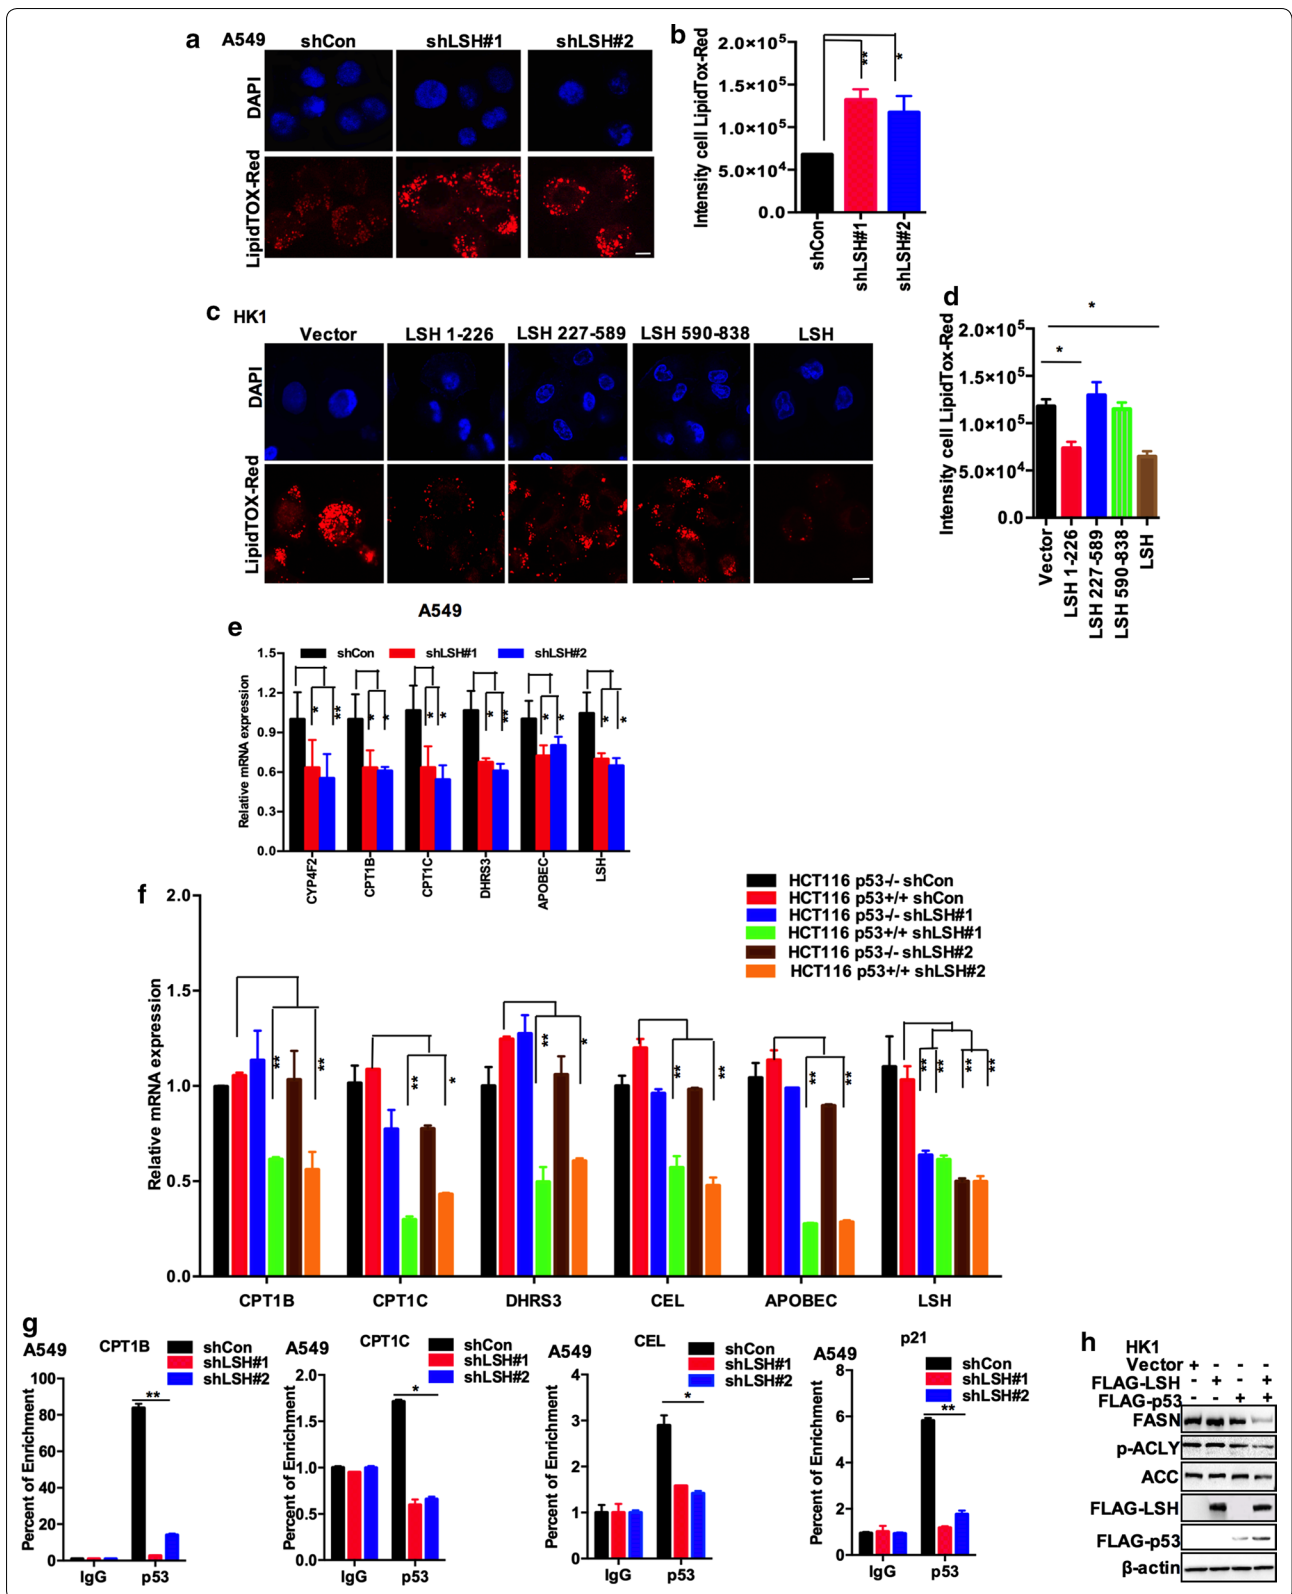 a
A549
shCon
shLSH#1
shLSH#2
DAPI
LipidTOX-Red
b
Intensity cell LipidTox-Red
2.0×10⁵
1.5×10⁵
1.0×10⁵
5.0×10⁴
0.0
**
*
shCon
shLSH#1
shLSH#2
c
HK1
Vector
LSH 1-226
LSH 227-589
LSH 590-838
LSH
DAPI
LipidTOX-Red
d
Intensity cell LipidTox-Red
2.0×10⁵
1.5×10⁵
1.0×10⁵
5.0×10⁴
0.0
*
*
Vector
LSH 1-226
LSH 227-589
LSH 590-838
LSH
A549
e
shCon
shLSH#1
shLSH#2
Relative mRNA expression
1.5
1.2
0.9
0.6
0.3
0.0
* ** * * * * * ** * * * *
CYP4F2
CPT1B
CPT1C
DHRS3
APOBEC
LSH
f
HCT116 p53-/- shCon
HCT116 p53+/+ shCon
HCT116 p53-/- shLSH#1
HCT116 p53+/+ shLSH#1
HCT116 p53-/- shLSH#2
HCT116 p53+/+ shLSH#2
Relative mRNA expression
2.0
1.5
1.0
0.5
0.0
** ** ** * ** * ** ** ** ** ** ** ** **
CPT1B
CPT1C
DHRS3
CEL
APOBEC
LSH
g
A549
CPT1B
shCon
shLSH#1
shLSH#2
Percent of Enrichment
100
80
60
40
20
0
**
IgG
p53
A549
CPT1C
shCon
shLSH#1
shLSH#2
Percent of Enrichment
2.0
1.5
1.0
0.5
0.0
*
IgG
p53
A549
CEL
shCon
shLSH#1
shLSH#2
Percent of Enrichment
4
3
2
1
0
*
IgG
p53
A549
p21
shCon
shLSH#1
shLSH#2
Percent of Enrichment
8
6
4
2
0
**
IgG
p53
h
HK1
Vector + - - -
FLAG-LSH - + - +
FLAG-p53 - - + +
FASN
p-ACLY
ACC
FLAG-LSH
FLAG-p53
β-actin